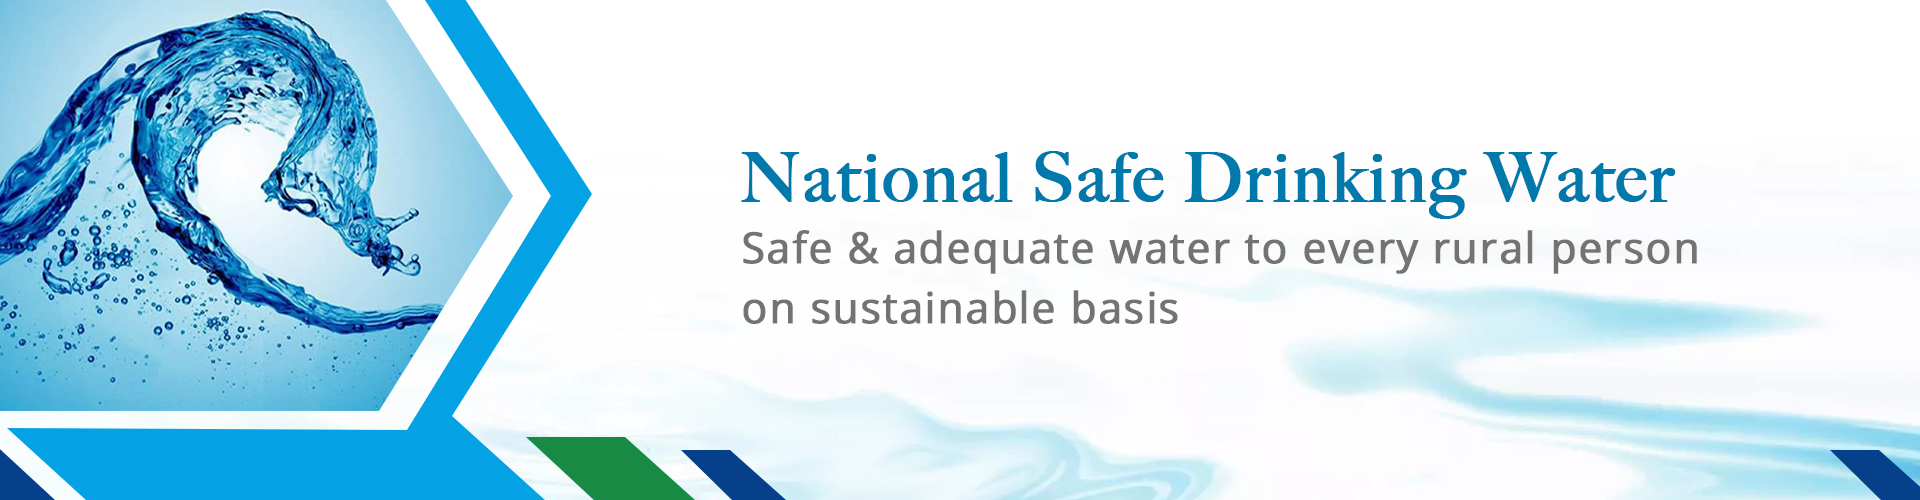 National Safe Drinking Water
Safe & adequate water to every rural person
on sustainable basis